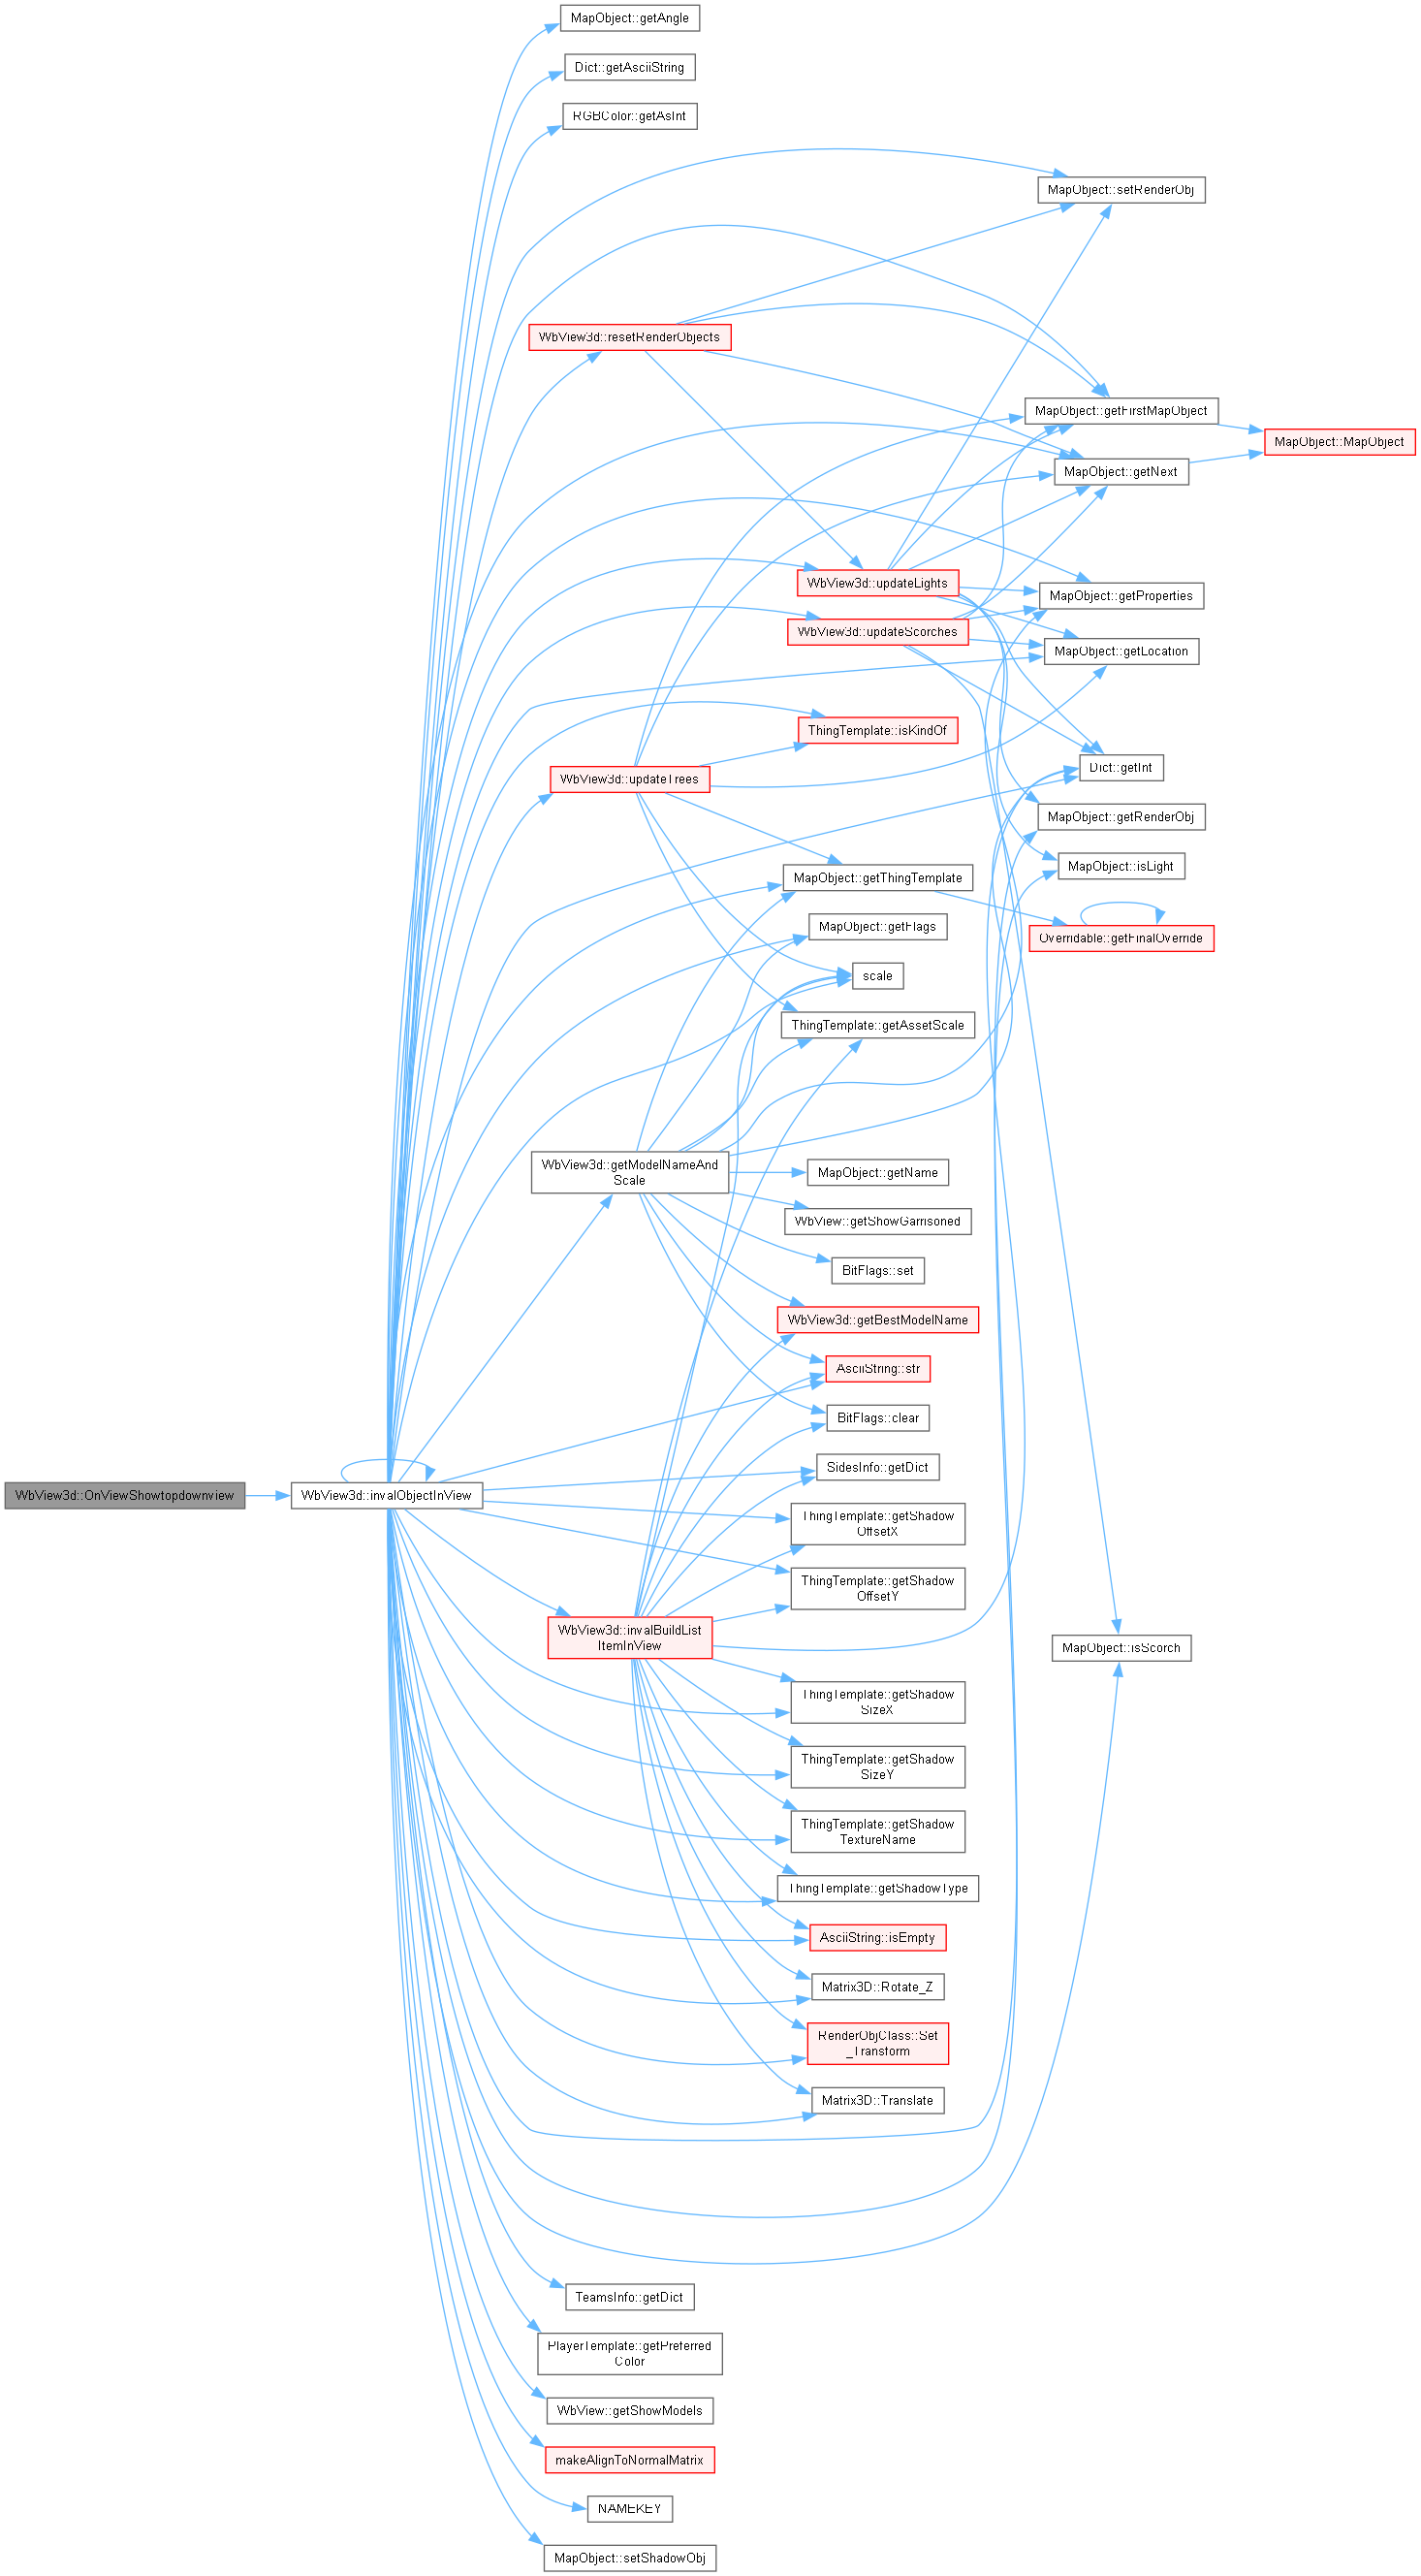 MapObject::getAngle
Dict::getAsciiString
RGBColor::getAsInt
MapObject::setRenderObj
WbView3d::resetRenderObjects
MapObject::getFirstMapObject
MapObject::MapObject
MapObject::getNext
WbView3d::updateLights
MapObject::getProperties
WbView3d::updateScorches
MapObject::getLocation
ThingTemplate::isKindOf
Dict::getInt
WbView3d::updateTrees
MapObject::getRenderObj
MapObject::isLight
MapObject::getThingTemplate
MapObject::getFlags
Overridable::getFinalOverride
scale
ThingTemplate::getAssetScale
WbView3d::getModelNameAnd
Scale
MapObject::getName
WbView::getShowGarrisoned
BitFlags::set
WbView3d::getBestModelName
AsciiString::str
BitFlags::clear
SidesInfo::getDict
WbView3d::OnViewShowtopdownview
WbView3d::invalObjectInView
ThingTemplate::getShadow
OffsetX
ThingTemplate::getShadow
OffsetY
WbView3d::invalBuildList
ItemInView
MapObject::isScorch
ThingTemplate::getShadow
SizeX
ThingTemplate::getShadow
SizeY
ThingTemplate::getShadow
TextureName
ThingTemplate::getShadowType
AsciiString::isEmpty
Matrix3D::Rotate_Z
RenderObjClass::Set
_Transform
Matrix3D::Translate
TeamsInfo::getDict
PlayerTemplate::getPreferred
Color
WbView::getShowModels
makeAlignToNormalMatrix
NAMEKEY
MapObject::setShadowObj